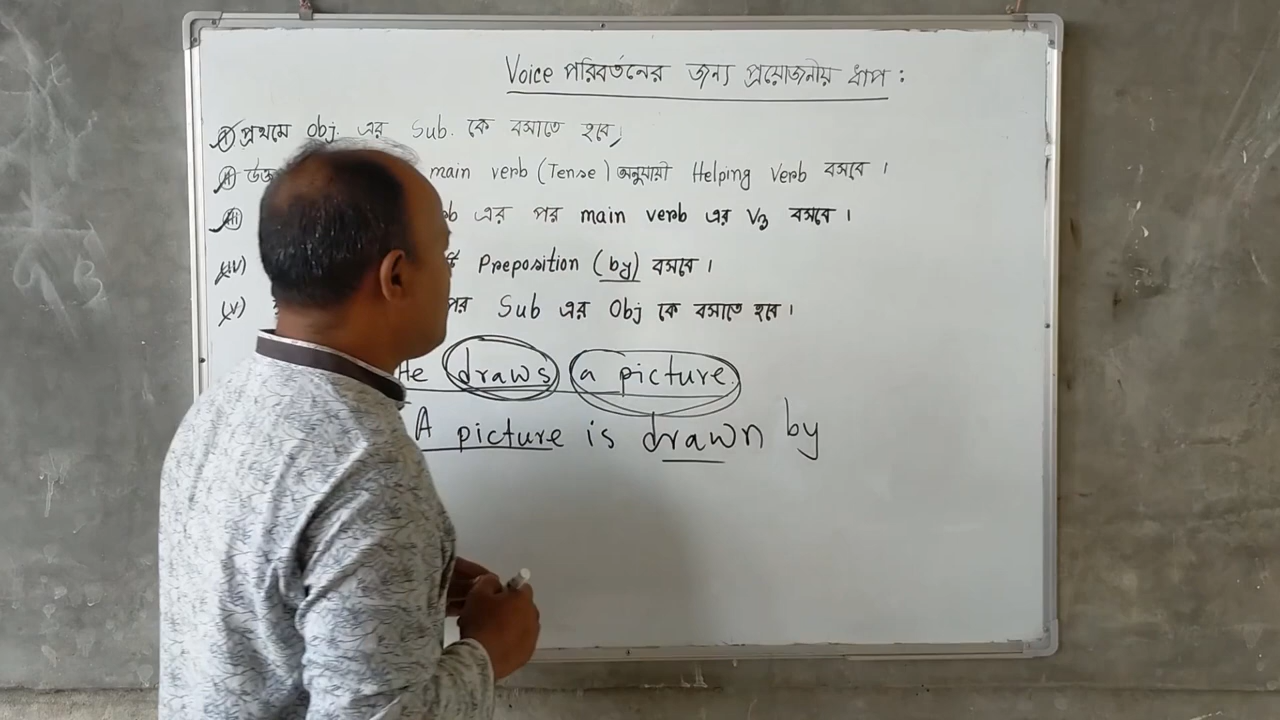 Voice পরিবর্তনের জন্য প্রয়োজনীয় ধাপ :
(i) প্রথমে Obj. এর Sub. কে বসাতে হবে,
(ii) main verb (Tense) অনুযায়ী Helping Verb বসবে ।
(iii) এর পর main verb এর V3 বসবে ।
(iv) Preposition (by) বসবে ।
(v) পর Sub এর Obj কে বসাতে হবে ।
He draws a picture.
A picture is drawn by